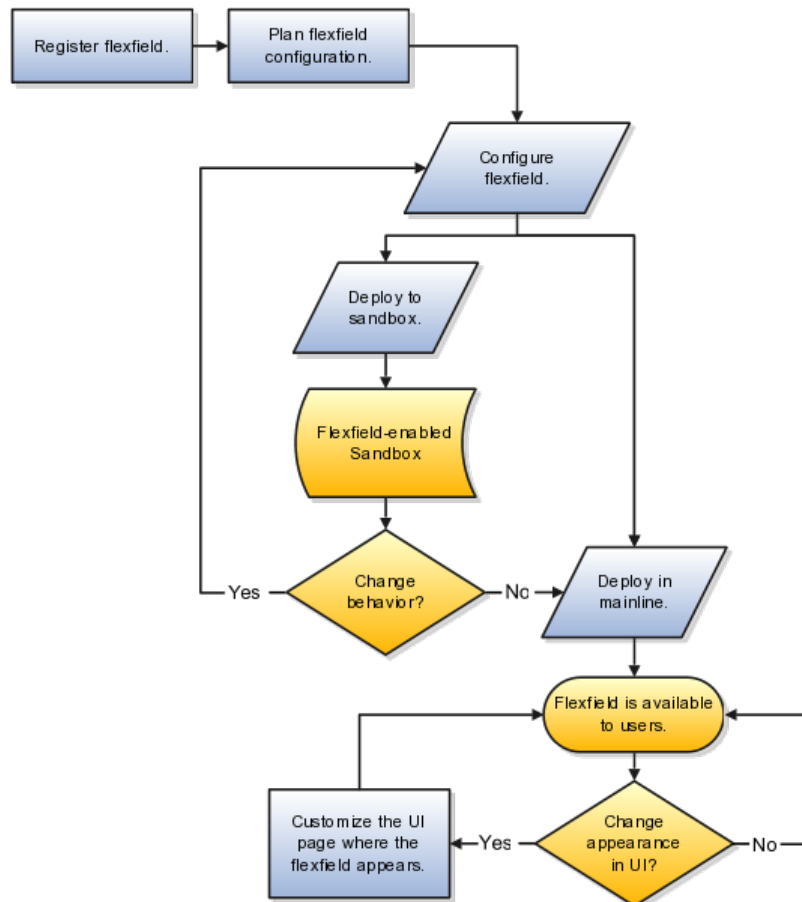 Register flexfield.
Plan flexfield
configuration.
Configure
flexfield.
Deploy to
sandbox.
Flexfield-enabled
Sandbox
Change
behavior?
Yes
No
Deploy in
mainline.
Flexfield is available
to users.
Customize the UI
page where the
flexfield appears.
Yes
Change
appearance
in UI?
No